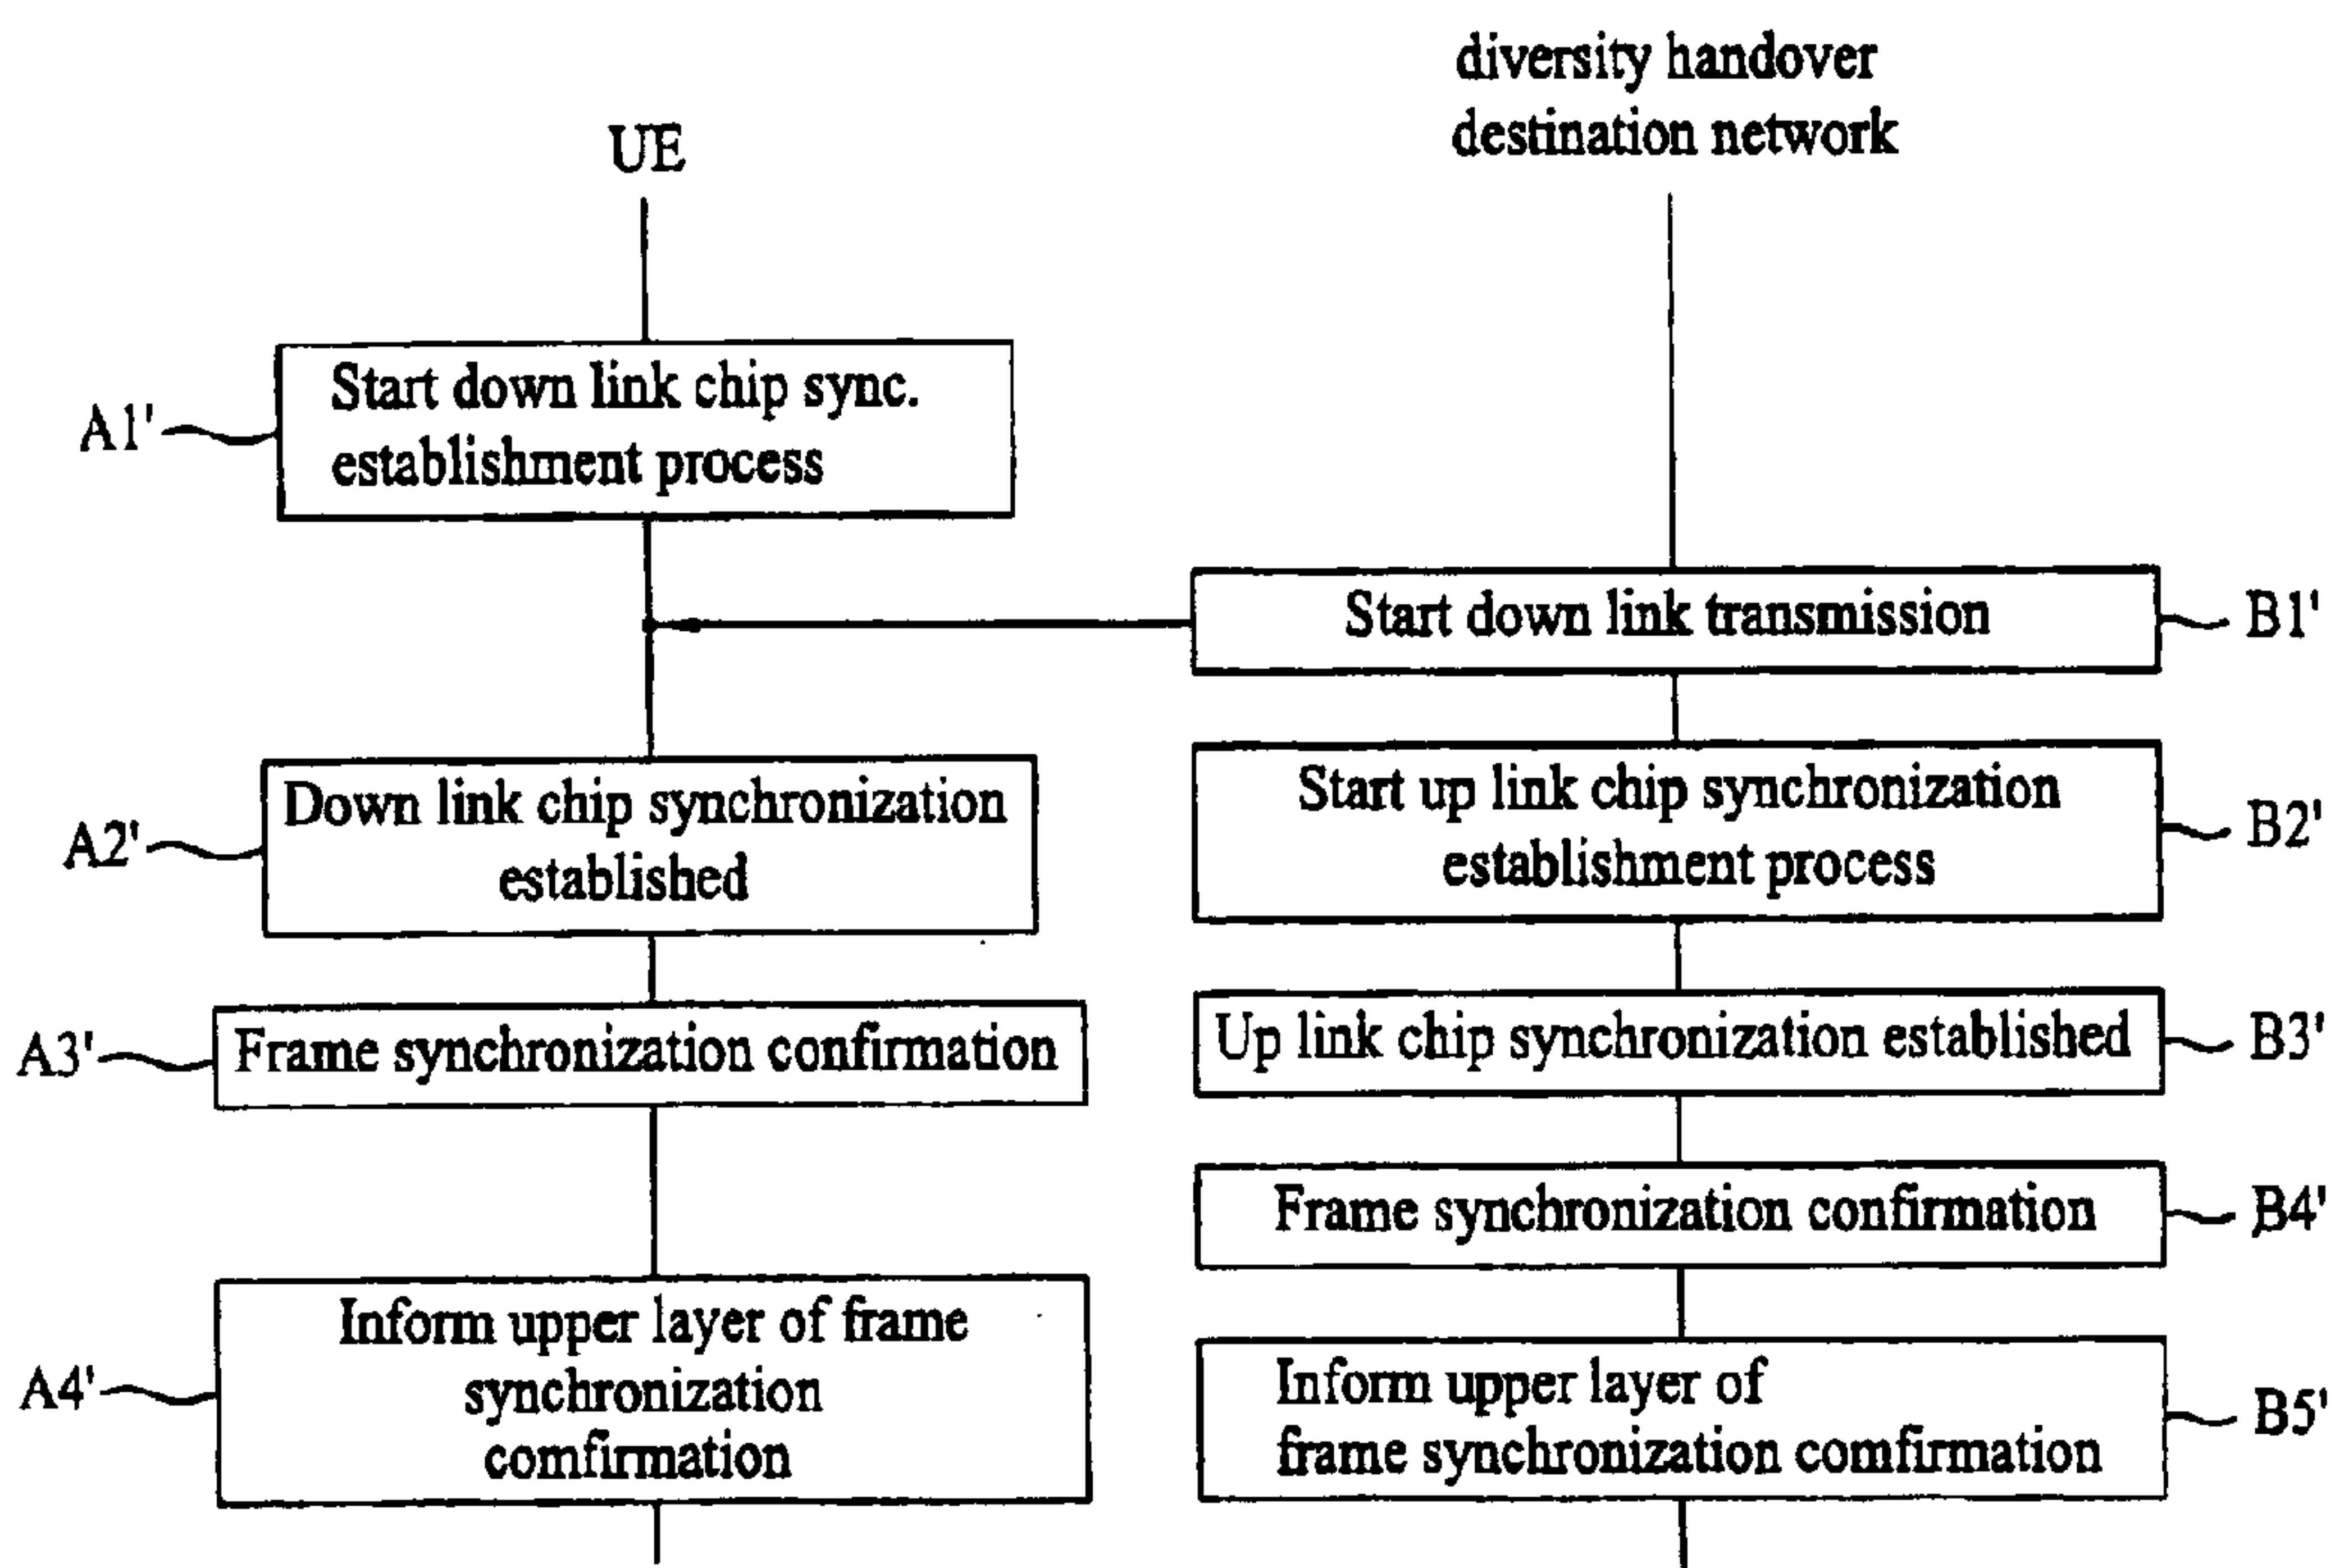 diversity handover
destination network
UE
Start down link chip sync.
establishment process
A1'
Start down link transmission
B1'
Down link chip synchronization
established
A2'
Start up link chip synchronization
establishment process
B2'
Frame synchronization confirmation
A3'
Up link chip synchronization established
B3'
Frame synchronization confirmation
B4'
Inform upper layer of frame
synchronization
comfirmation
A4'
Inform upper layer of
frame synchronization comfirmation
B5'